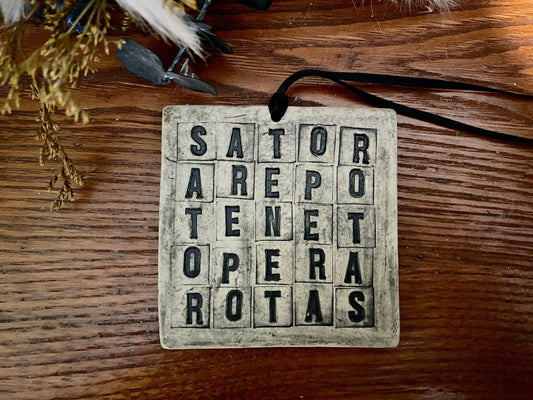 SATOR
AREPO
TENET
OPERA
ROTAS